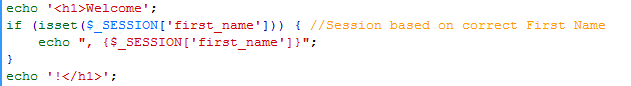 echo '<h1>Welcome';
if (isset($_SESSION['first_name'])) { //Session based on correct First Name
    echo ", {$_SESSION['first_name']}";
}
echo '!</h1>';